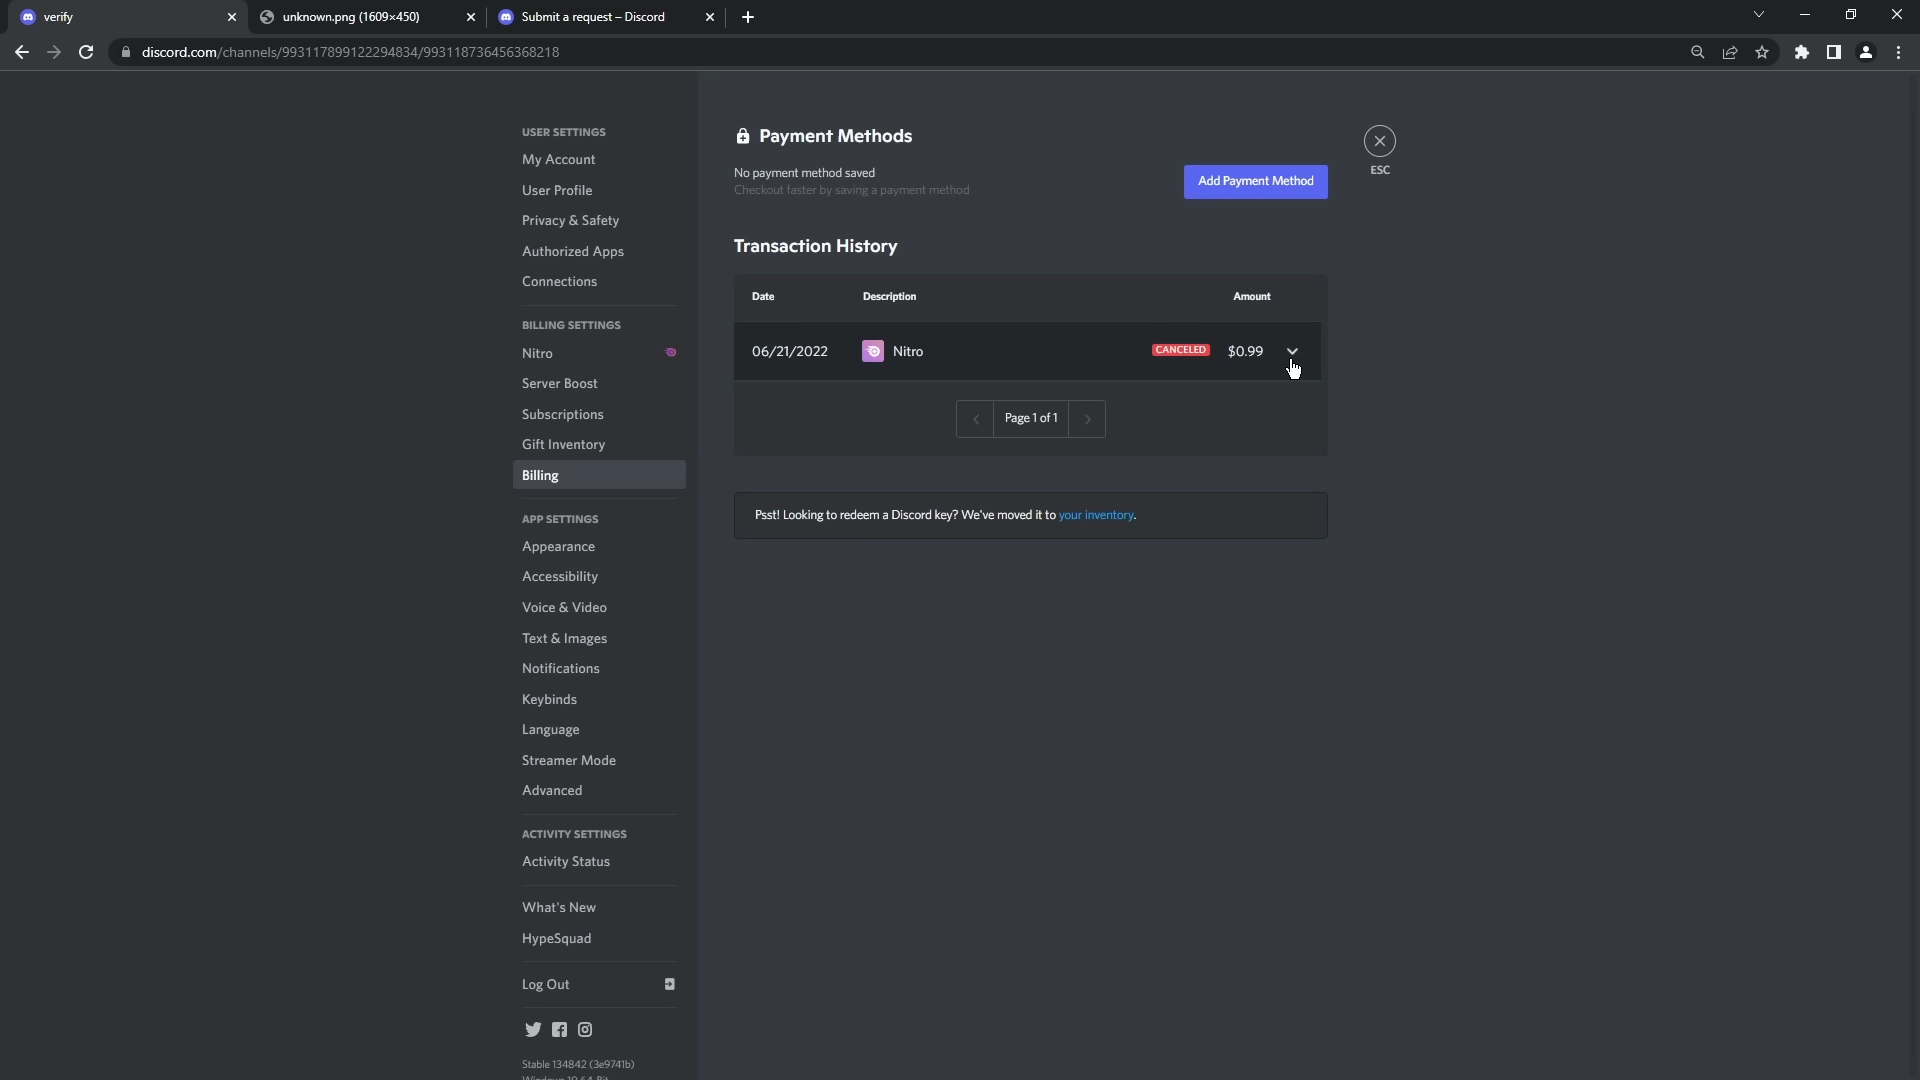 verify
unknown.png (1609×450)
Submit a request – Discord
discord.com/channels/993117899122294834/993118736456368218
USER SETTINGS
My Account
User Profile
Privacy & Safety
Authorized Apps
Connections
BILLING SETTINGS
Nitro
Server Boost
Subscriptions
Gift Inventory
Billing
APP SETTINGS
Appearance
Accessibility
Voice & Video
Text & Images
Notifications
Keybinds
Language
Streamer Mode
Advanced
ACTIVITY SETTINGS
Activity Status
What's New
HypeSquad
Log Out
Stable 134842 (3e9741b)
Windows 10 64-Bit
Payment Methods
No payment method saved
Checkout faster by saving a payment method
Add Payment Method
ESC
Transaction History
Date Description Amount
06/21/2022 Nitro CANCELED $0.99
Page 1 of 1
Psst! Looking to redeem a Discord key? We've moved it to your inventory.